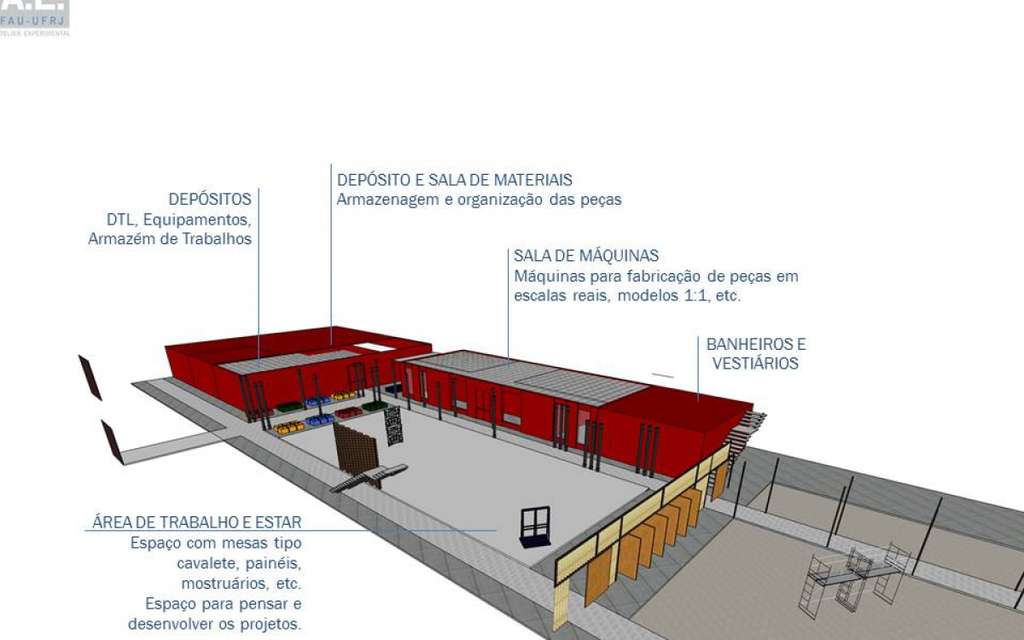 A.E.
FAU-UFRJ
ATELIER EXPERIMENTAL
DEPÓSITO E SALA DE MATERIAIS
Armazenagem e organização das peças
DEPÓSITOS
DTL, Equipamentos,
Armazém de Trabalhos
SALA DE MÁQUINAS
Máquinas para fabricação de peças em
escalas reais, modelos 1:1, etc.
BANHEIROS E
VESTIÁRIOS
ÁREA DE TRABALHO E ESTAR
Espaço com mesas tipo
cavalete, painéis,
mostruários, etc.
Espaço para pensar e
desenvolver os projetos.